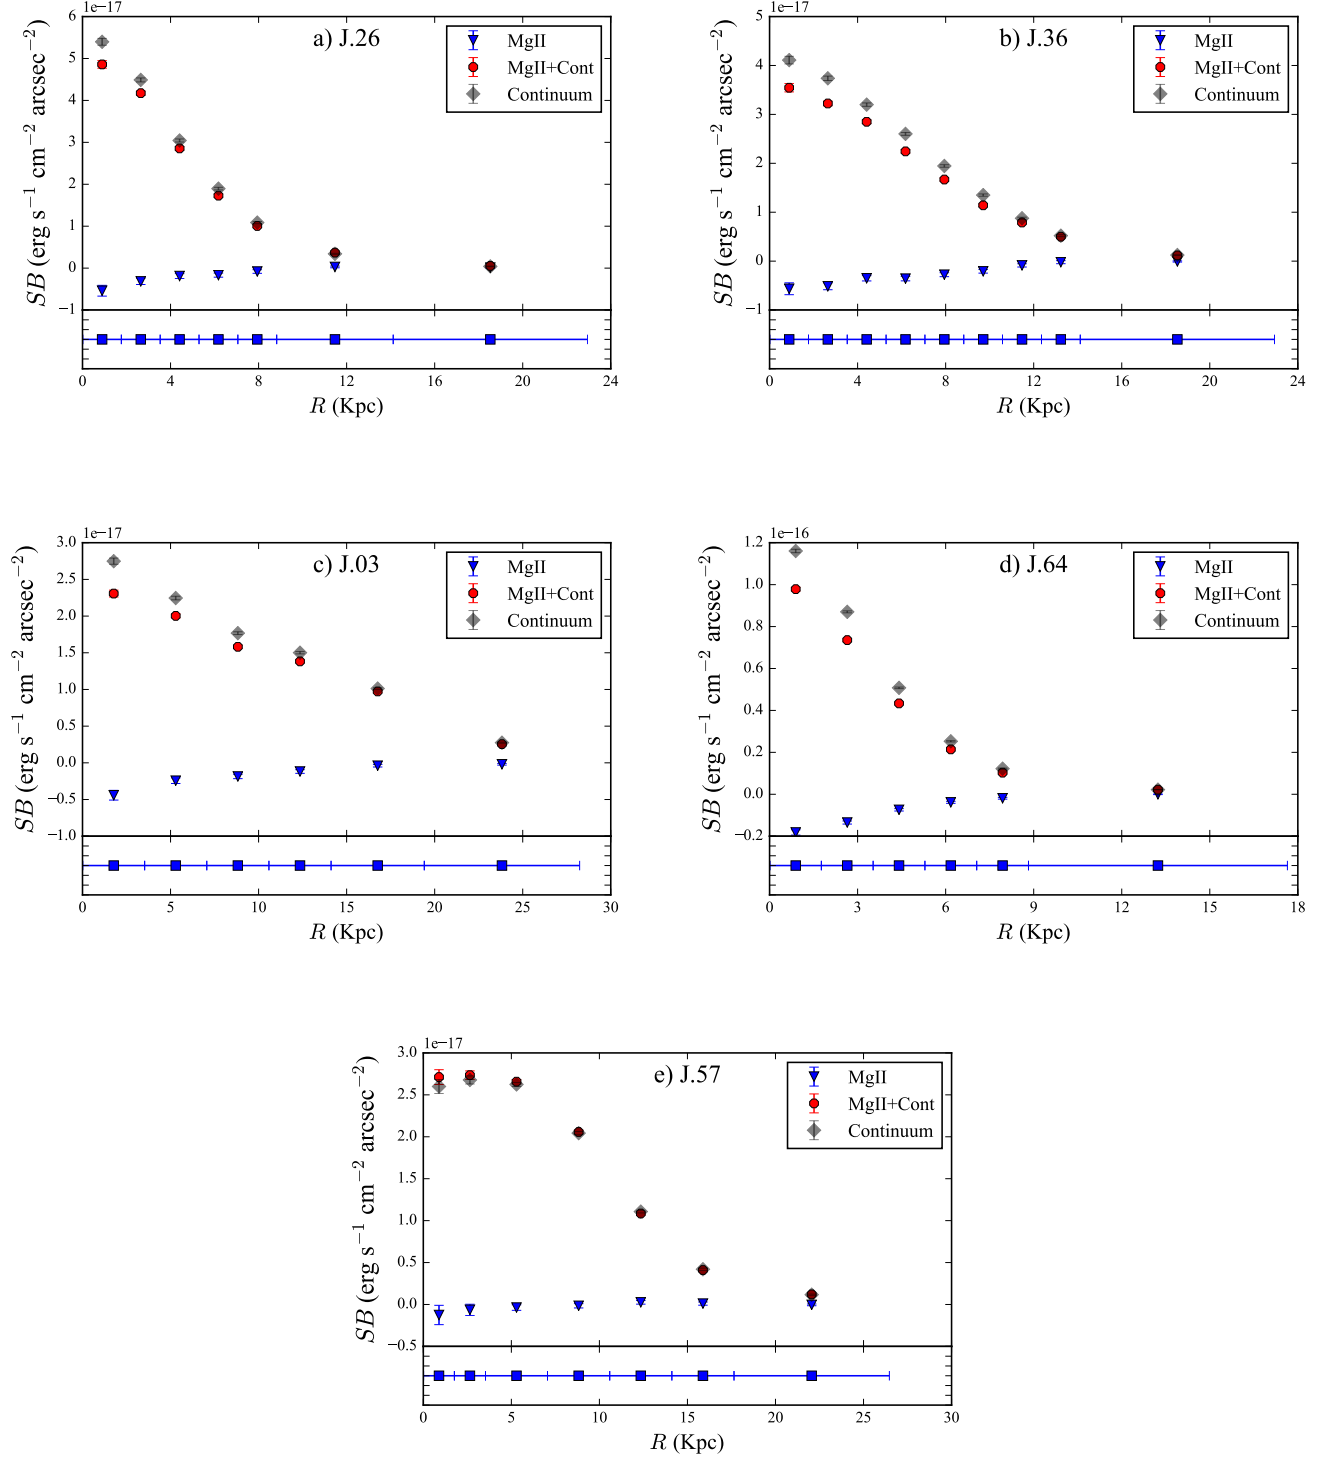 1e−17
a) J.26
MgII
MgII+Cont
Continuum
SB (erg s−1 cm−2 arcsec−2)
6
5
4
3
2
1
0
−1
0 4 8 12 16 20 24
R (Kpc)
1e−17
b) J.36
MgII
MgII+Cont
Continuum
SB (erg s−1 cm−2 arcsec−2)
5
4
3
2
1
0
−1
0 4 8 12 16 20 24
R (Kpc)
1e−17
c) J.03
MgII
MgII+Cont
Continuum
SB (erg s−1 cm−2 arcsec−2)
3.0
2.5
2.0
1.5
1.0
0.5
0.0
−0.5
−1.0
0 5 10 15 20 25 30
R (Kpc)
1e−16
d) J.64
MgII
MgII+Cont
Continuum
SB (erg s−1 cm−2 arcsec−2)
1.2
1.0
0.8
0.6
0.4
0.2
0.0
−0.2
0 3 6 9 12 15 18
R (Kpc)
1e−17
e) J.57
MgII
MgII+Cont
Continuum
SB (erg s−1 cm−2 arcsec−2)
3.0
2.5
2.0
1.5
1.0
0.5
0.0
−0.5
0 5 10 15 20 25 30
R (Kpc)